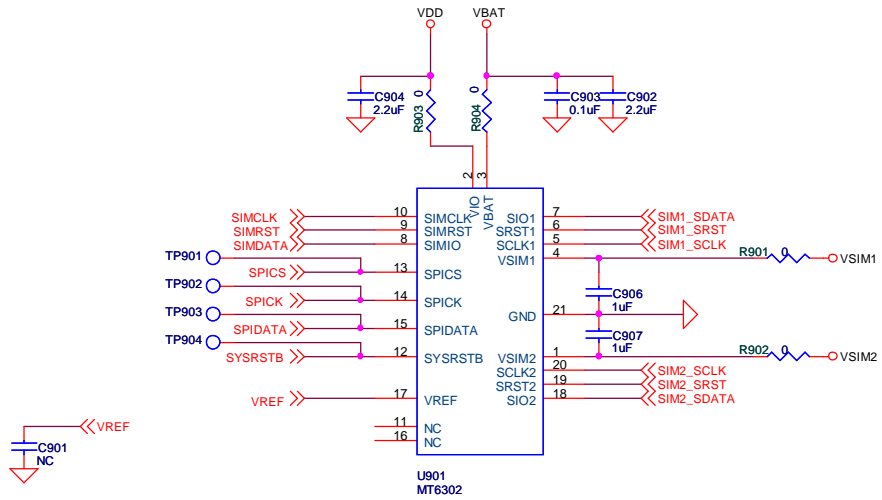 VDD
VBAT
C904
2.2uF
R903
0
R904
0
C903
0.1uF
C902
2.2uF
2
3
VIO
VBAT
SIMCLK
10
SIMCLK
SIMRST
9
SIMRST
SIMDATA
8
SIMIO
TP901
SPICS
13
SPICS
TP902
SPICK
14
SPICK
TP903
SPIDATA
15
SPIDATA
TP904
SYSRSTB
12
SYSRSTB
VREF
17
VREF
11
NC
16
NC
SIO1
7
SIM1_SDATA
SRST1
6
SIM1_SRST
SCLK1
5
SIM1_SCLK
VSIM1
4
R901
0
VSIM1
C906
1uF
GND
21
C907
1uF
VSIM2
1
R902
0
VSIM2
SCLK2
20
SIM2_SCLK
SRST2
19
SIM2_SRST
SIO2
18
SIM2_SDATA
VREF
C901
NC
U901
MT6302